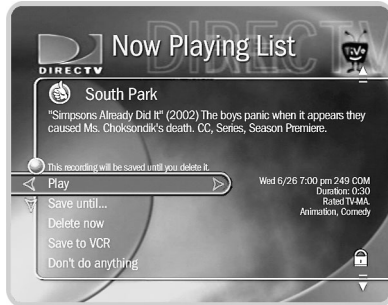 DIRECTV
Now Playing List
DIRECTV
TiVo
South Park
"Simpsons Already Did It" (2002) The boys panic when it appears they
caused Ms. Choksondik's death. CC, Series, Season Premiere.
This recording will be saved until you delete it.
Play
Wed 6/26 7:00 pm 249 COM
Duration: 0:30
Rated TV-MA.
Animation, Comedy
Save until...
Delete now
Save to VCR
Don't do anything